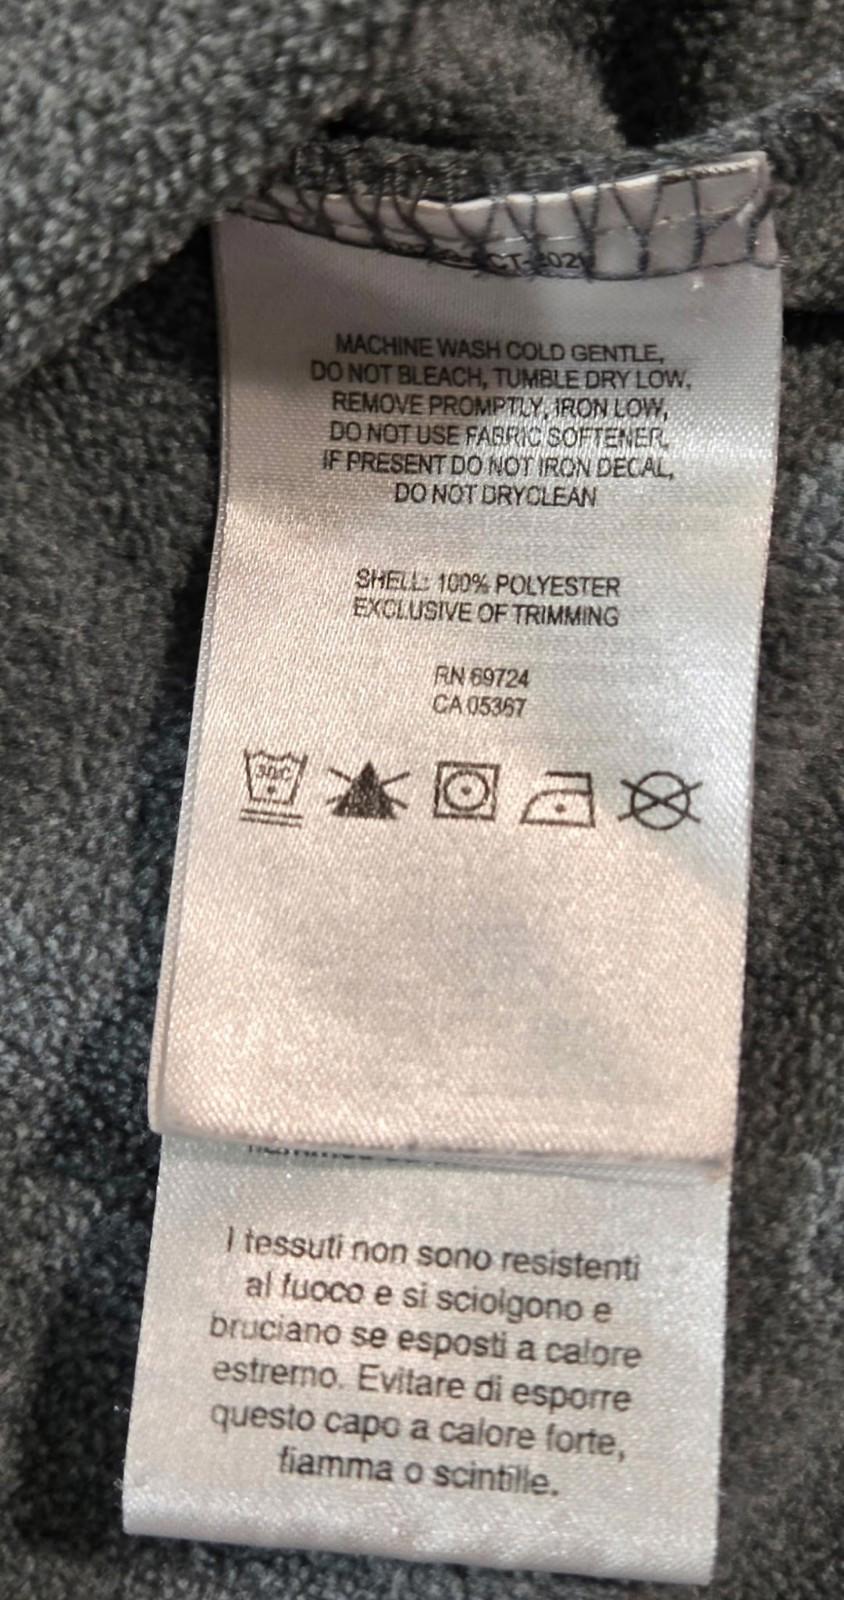 MACHINE WASH COLD GENTLE,
DO NOT BLEACH, TUMBLE DRY LOW,
REMOVE PROMPTLY, IRON LOW,
DO NOT USE FABRIC SOFTENER,
IF PRESENT DO NOT IRON DECAL,
DO NOT DRYCLEAN
SHELL: 100% POLYESTER
EXCLUSIVE OF TRIMMING
RN 69724
CA 05367
30C
I tessuti non sono resistenti
al fuoco e si sciolgono e
bruciano se esposti a calore
estremo. Evitare di esporre
questo capo a calore forte,
fiamma o scintille.